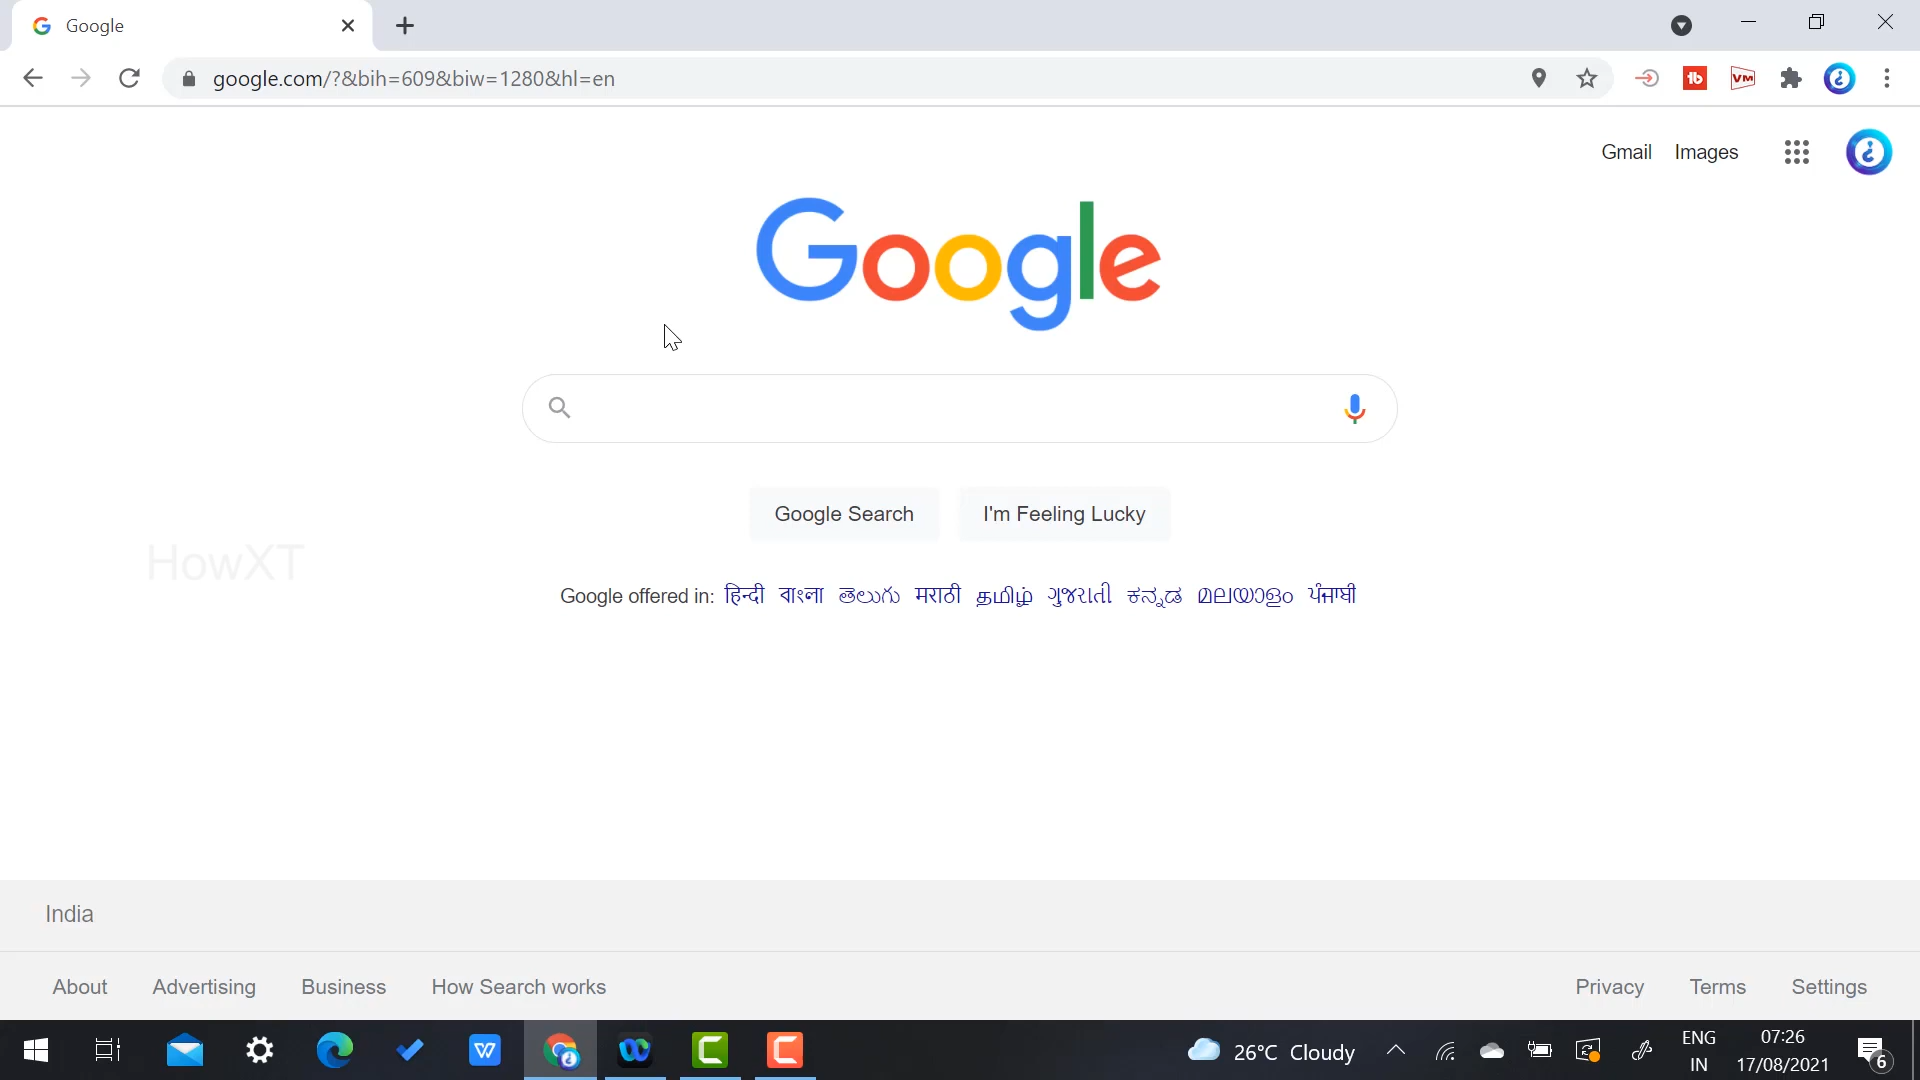 Google
google.com/?&bih=609&biw=1280&hl=en
Gmail Images
Google
Google Search I'm Feeling Lucky
HowXT
Google offered in: हिन्दी বাংলা తెలుగు मराठी தமிழ் ગુજરાતી ಕನ್ನಡ മലയാളം ਪੰਜਾਬੀ
India
About Advertising Business How Search works Privacy Terms Settings
26°C Cloudy
ENG
IN
07:26
17/08/2021
6